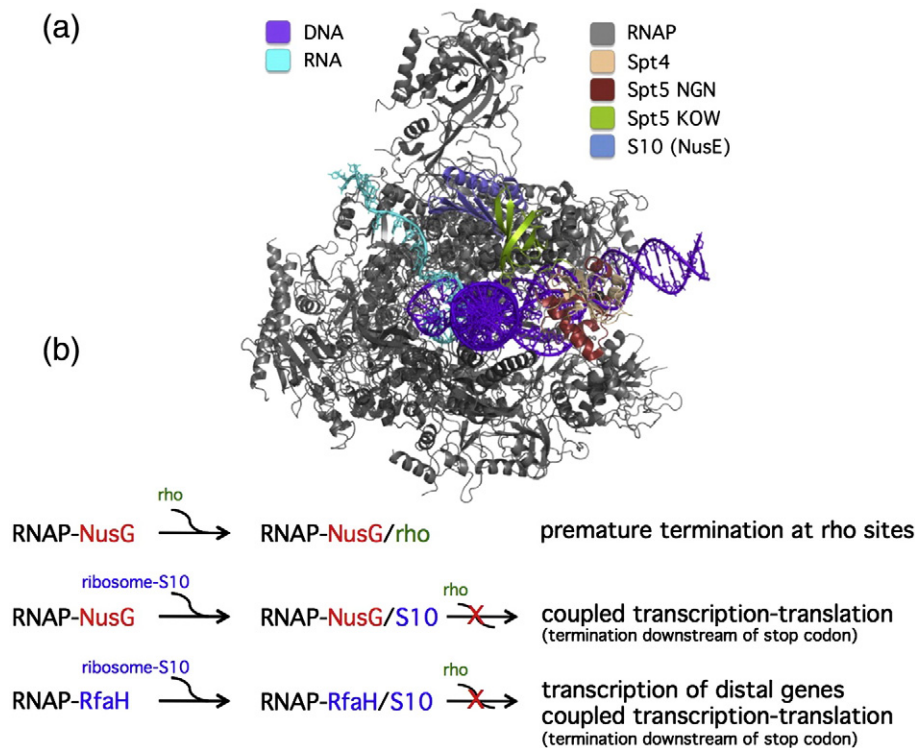 (a)
DNA
RNA
RNAP
Spt4
Spt5 NGN
Spt5 KOW
S10 (NusE)
(b)
rho
RNAP-NusG RNAP-NusG/rho premature termination at rho sites
ribosome-S10 rho
RNAP-NusG RNAP-NusG/S10 X coupled transcription-translation
(termination downstream of stop codon)
ribosome-S10 rho
RNAP-RfaH RNAP-RfaH/S10 X transcription of distal genes
coupled transcription-translation
(termination downstream of stop codon)